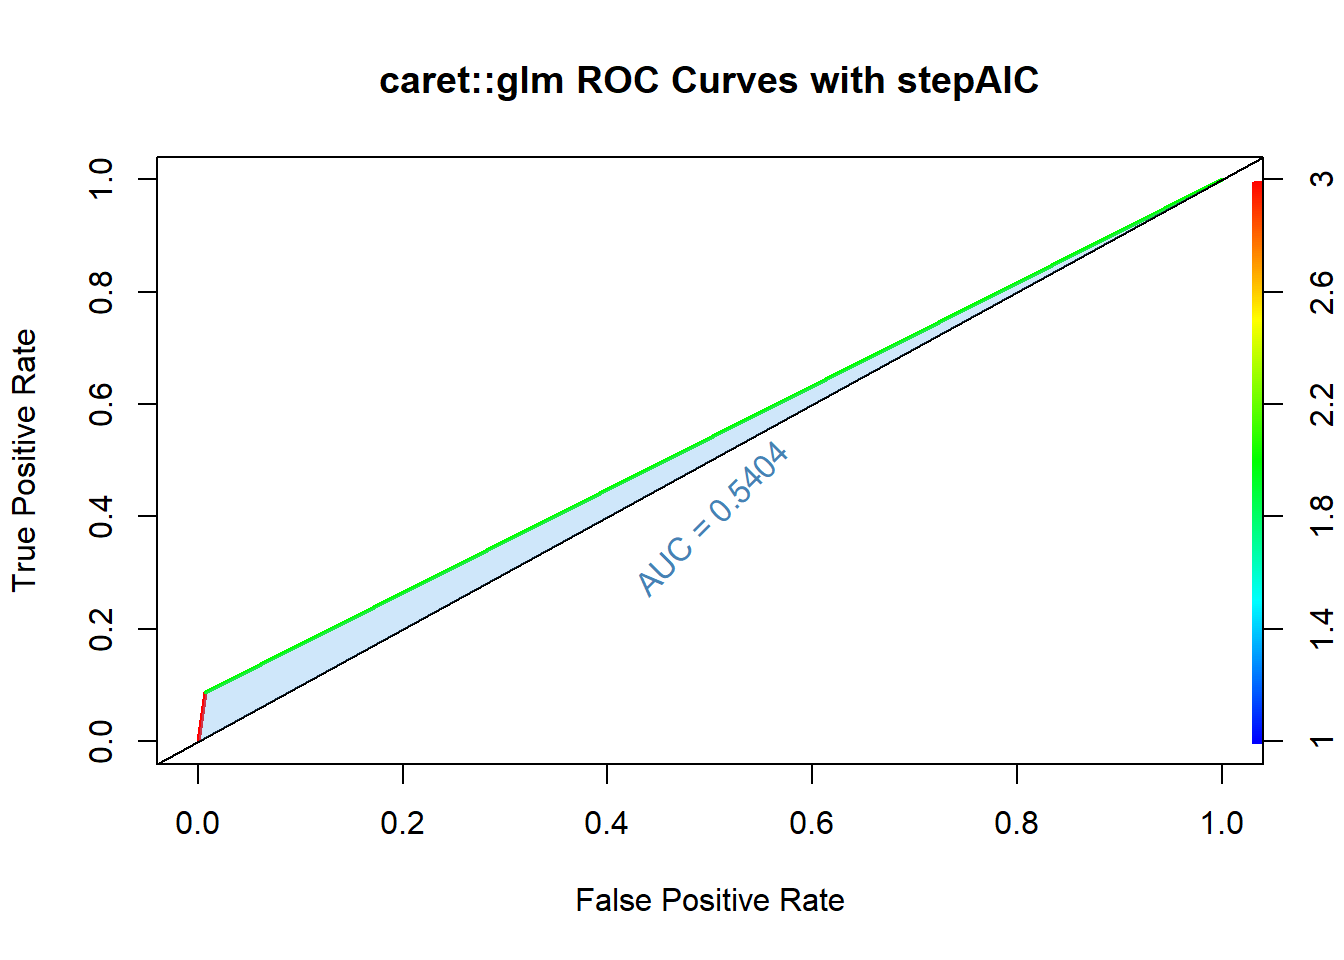 caret::glm ROC Curves with stepAIC
True Positive Rate
1.0
0.8
0.6
0.4
0.2
0.0
AUC = 0.5404
3
2.6
2.2
1.8
1.4
1
0.0 0.2 0.4 0.6 0.8 1.0
False Positive Rate